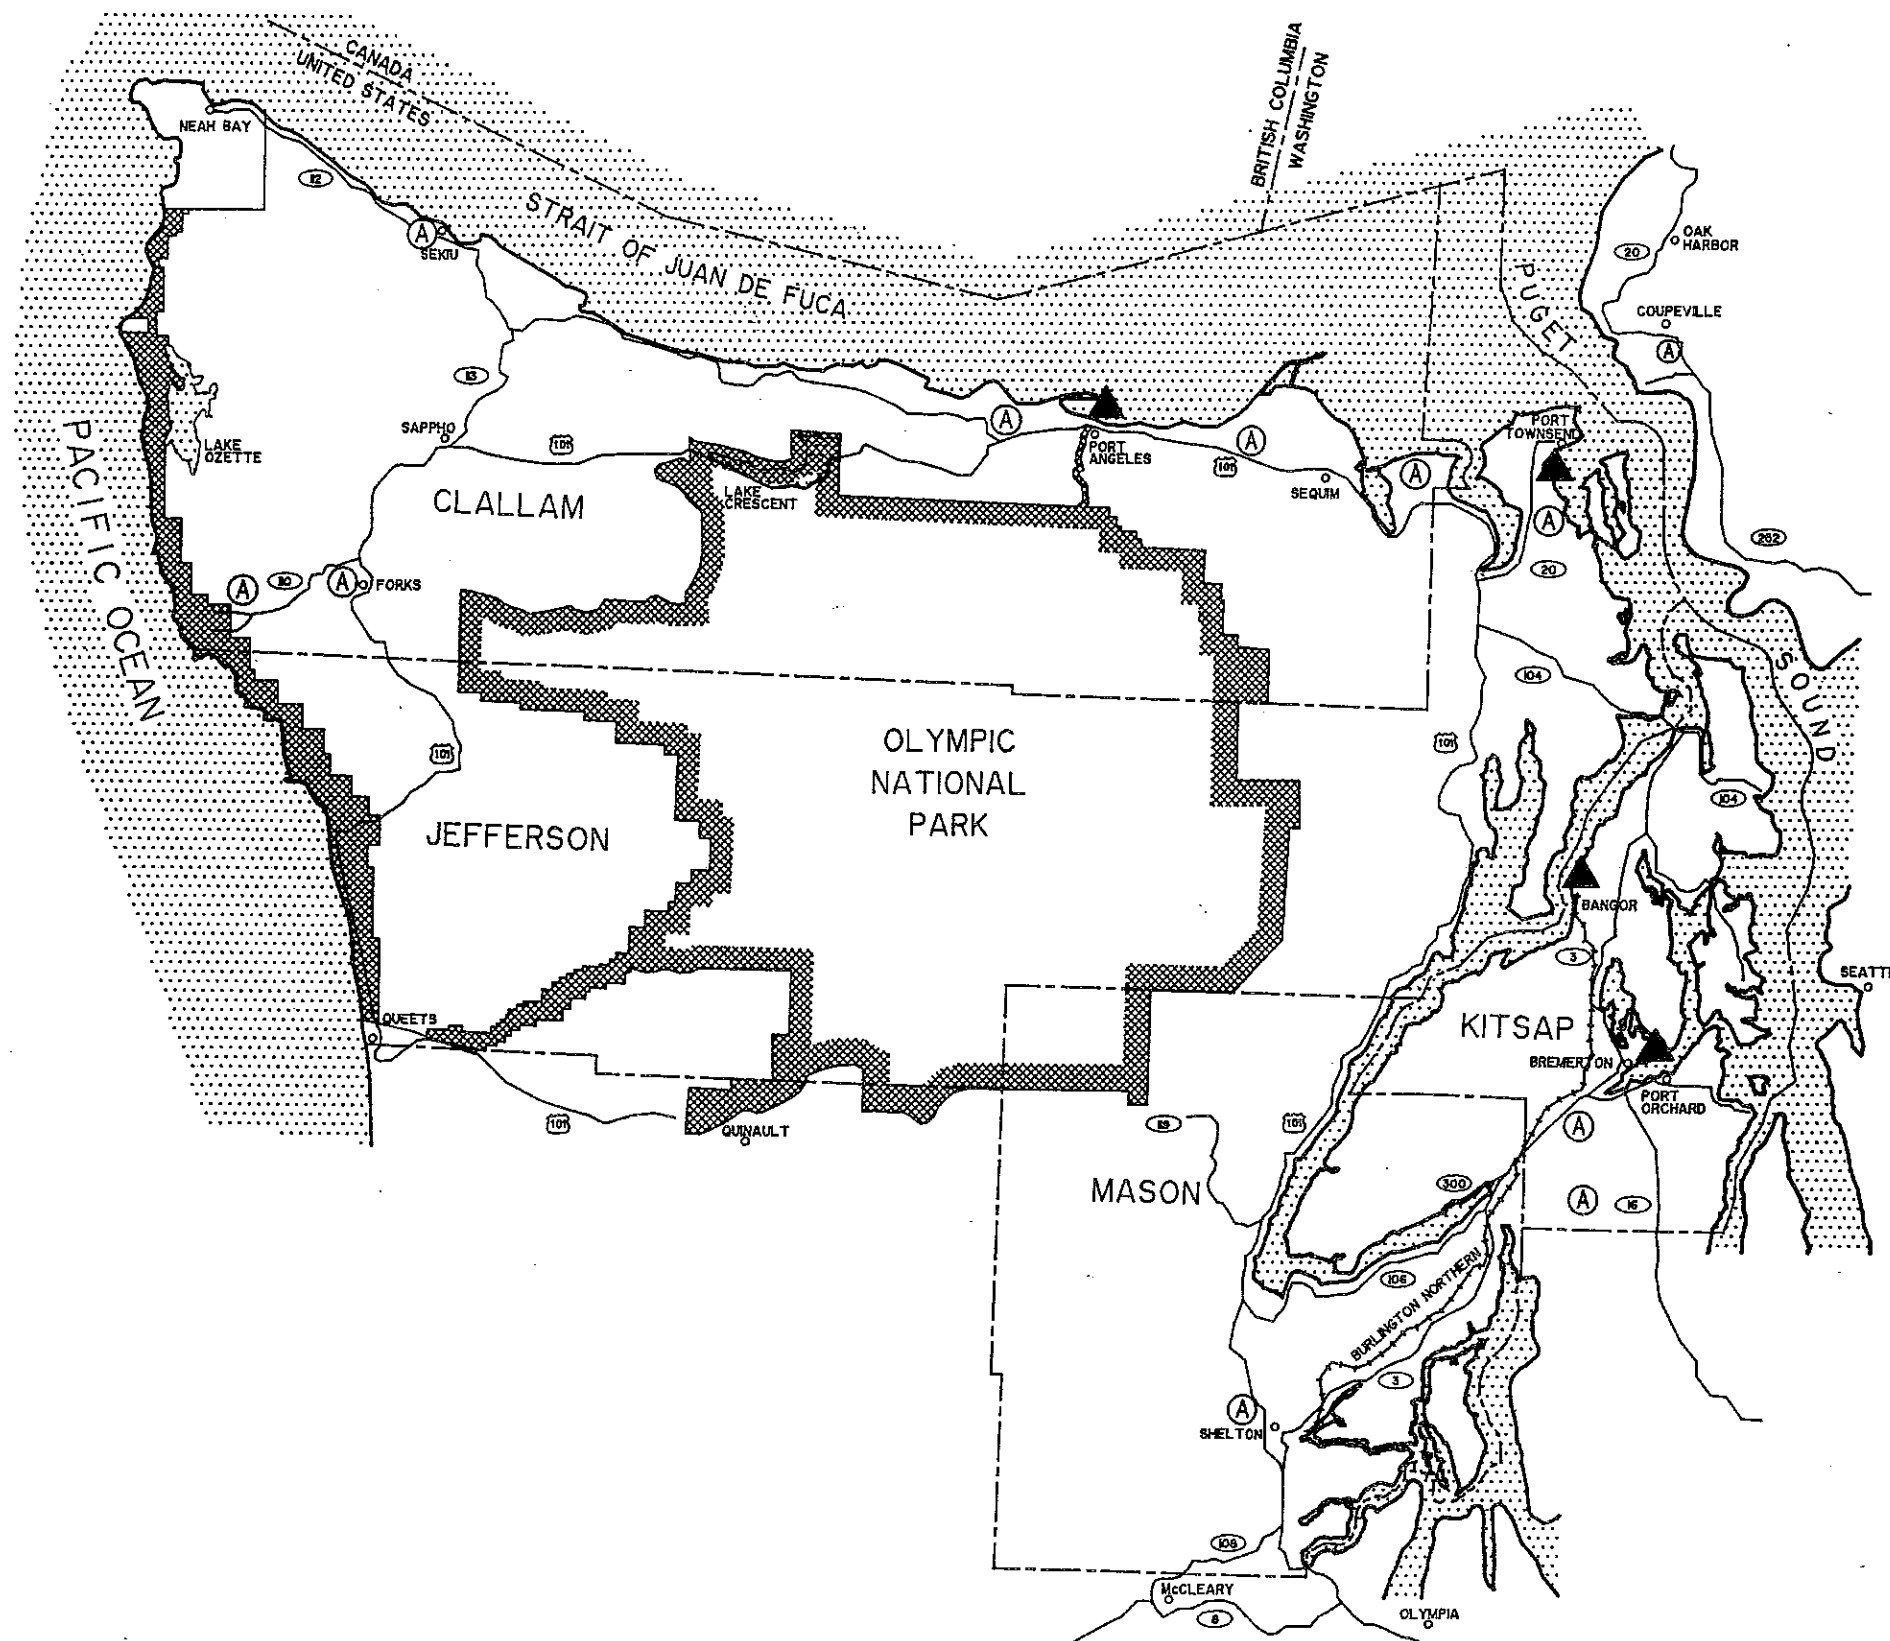 CANADA
UNITED STATES
BRITISH COLUMBIA
WASHINGTON
NEAH BAY
112
A
SEKIU
STRAIT OF JUAN DE FUCA
PUGET SOUND
20
OAK
HARBOR
COUPEVILLE
A
113
SAPPHO
101
LAKE
OZETTE
PACIFIC OCEAN
CLALLAM
LAKE
CRESCENT
A
PORT
ANGELES
A
101
SEQUIM
A
PORT
TOWNSEND
A
20
A
110
A
FORKS
104
101
101
OLYMPIC
NATIONAL
PARK
JEFFERSON
104
BANGOR
3
SEATT
QUEETS
KITSAP
BREMERTON
PORT
ORCHARD
101
QUINAULT
119
101
A
MASON
300
A
16
106
BURLINGTON NORTHERN
3
A
SHELTON
108
McCLEARY
8
OLYMPIA